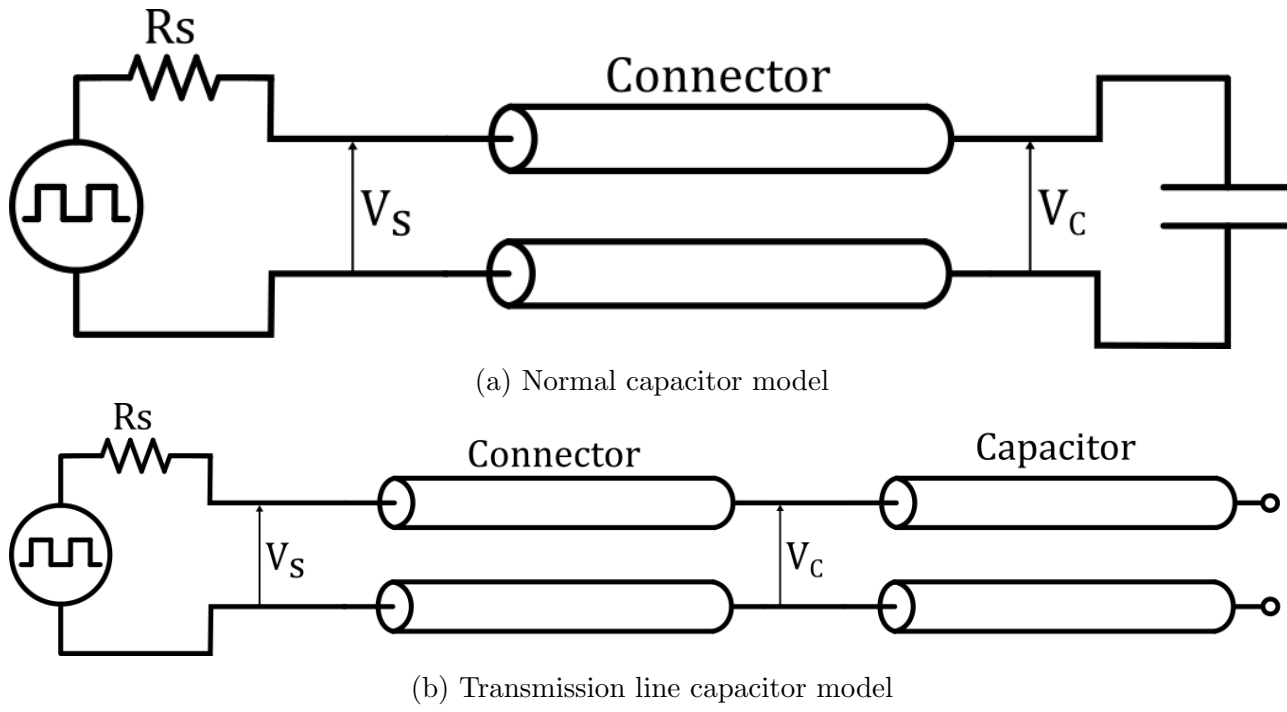 Rs
Connector
V_S
V_C
(a) Normal capacitor model
Rs
Connector
Capacitor
V_S
V_C
(b) Transmission line capacitor model